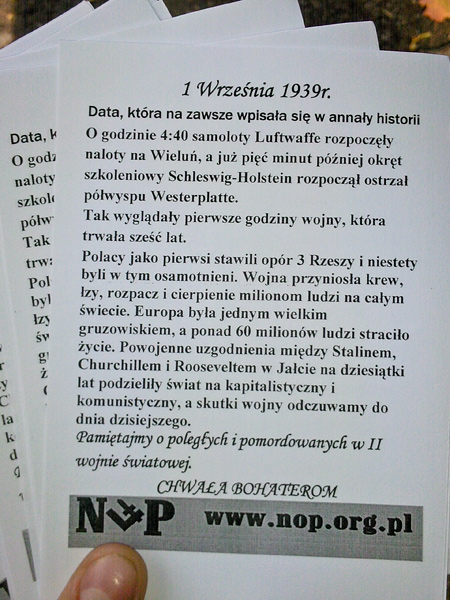 1 Września 1939r.
Data, która na zawsze wpisała się w annały historii
O godzinie 4:40 samoloty Luftwaffe rozpoczęły
naloty na Wieluń, a już pięć minut później okręt
szkoleniowy Schleswig-Holstein rozpoczął ostrzał
półwyspu Westerplatte.
Tak wyglądały pierwsze godziny wojny, która
trwała sześć lat.
Polacy jako pierwsi stawili opór 3 Rzeszy i niestety
byli w tym osamotnieni. Wojna przyniosła krew,
łzy, rozpacz i cierpienie milionom ludzi na całym
świecie. Europa była jednym wielkim
gruzowiskiem, a ponad 60 milionów ludzi straciło
życie. Powojenne uzgodnienia między Stalinem,
Churchillem i Rooseveltem w Jałcie na dziesiątki
lat podzieliły świat na kapitalistyczny i
komunistyczny, a skutki wojny odczuwamy do
dnia dzisiejszego.
Pamiętajmy o poległych i pomordowanych w II
wojnie światowej.
CHWAŁA BOHATEROM
NOP www.nop.org.pl